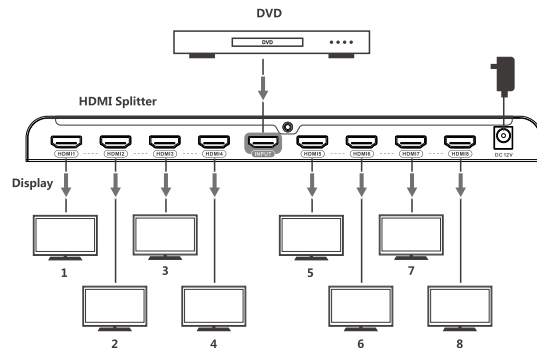 DVD
DVD
HDMI Splitter
HDMI1 HDMI2 HDMI3 HDMI4 INPUT HDMI5 HDMI6 HDMI7 HDMI8 DC 12V
Display
1 3 5 7
2 4 6 8